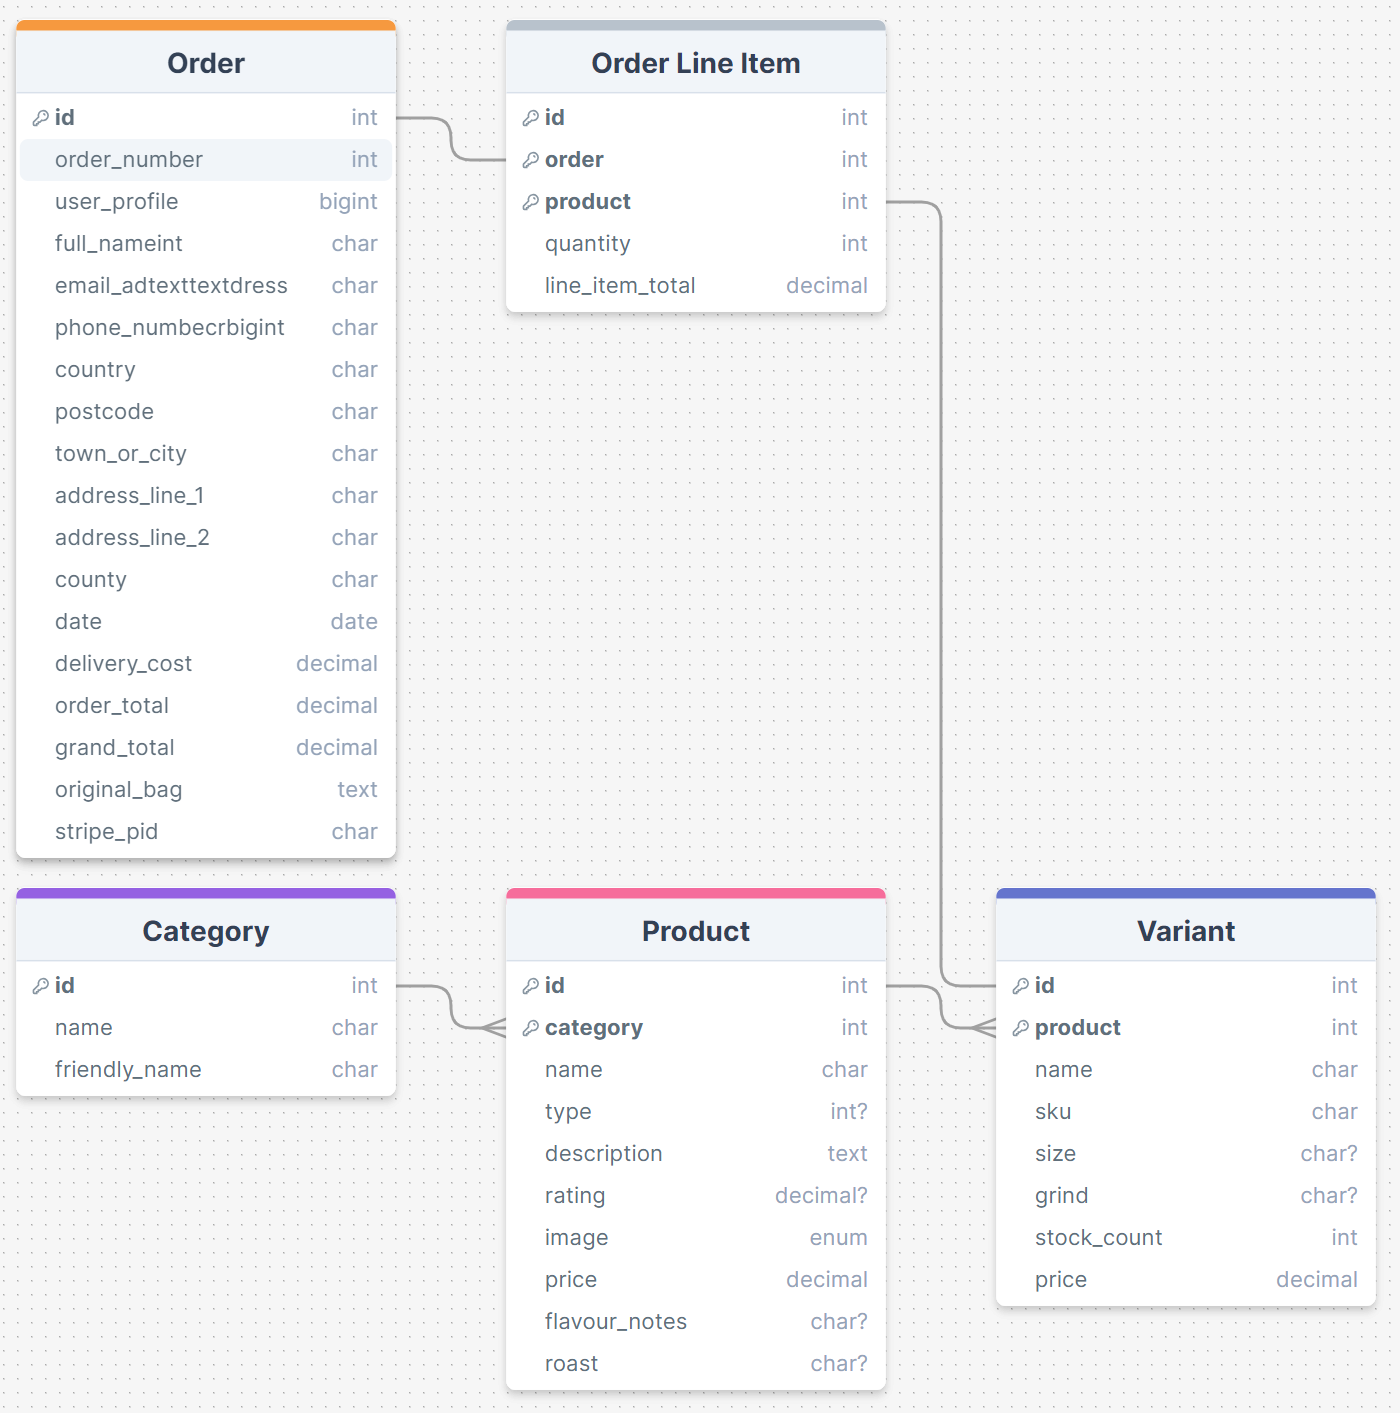 Order
id int
order_number int
user_profile bigint
full_nameint char
email_adtexttextdress char
phone_numbecrbigint char
country char
postcode char
town_or_city char
address_line_1 char
address_line_2 char
county char
date date
delivery_cost decimal
order_total decimal
grand_total decimal
original_bag text
stripe_pid char
Order Line Item
id int
order int
product int
quantity int
line_item_total decimal
Category
id int
name char
friendly_name char
Product
id int
category int
name char
type int?
description text
rating decimal?
image enum
price decimal
flavour_notes char?
roast char?
Variant
id int
product int
name char
sku char
size char?
grind char?
stock_count int
price decimal